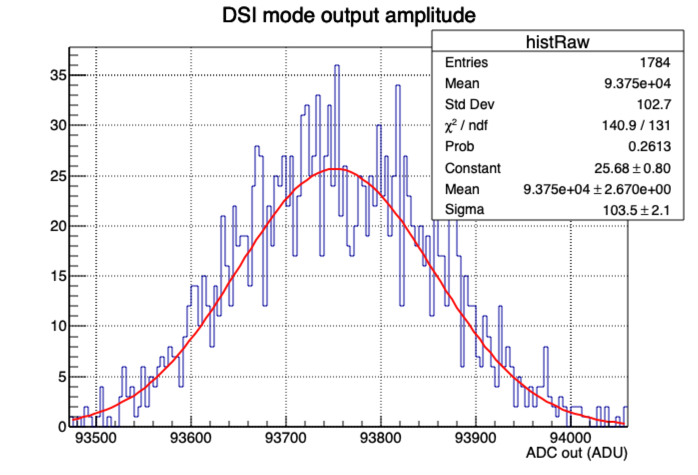 DSI mode output amplitude
histRaw
Entries 1784
Mean 9.375e+04
Std Dev 102.7
χ² / ndf 140.9 / 131
Prob 0.2613
Constant 25.68 ± 0.80
Mean 9.375e+04 ± 2.670e+00
Sigma 103.5 ± 2.1
35
30
25
20
15
10
5
0
93500 93600 93700 93800 93900 94000
ADC out (ADU)